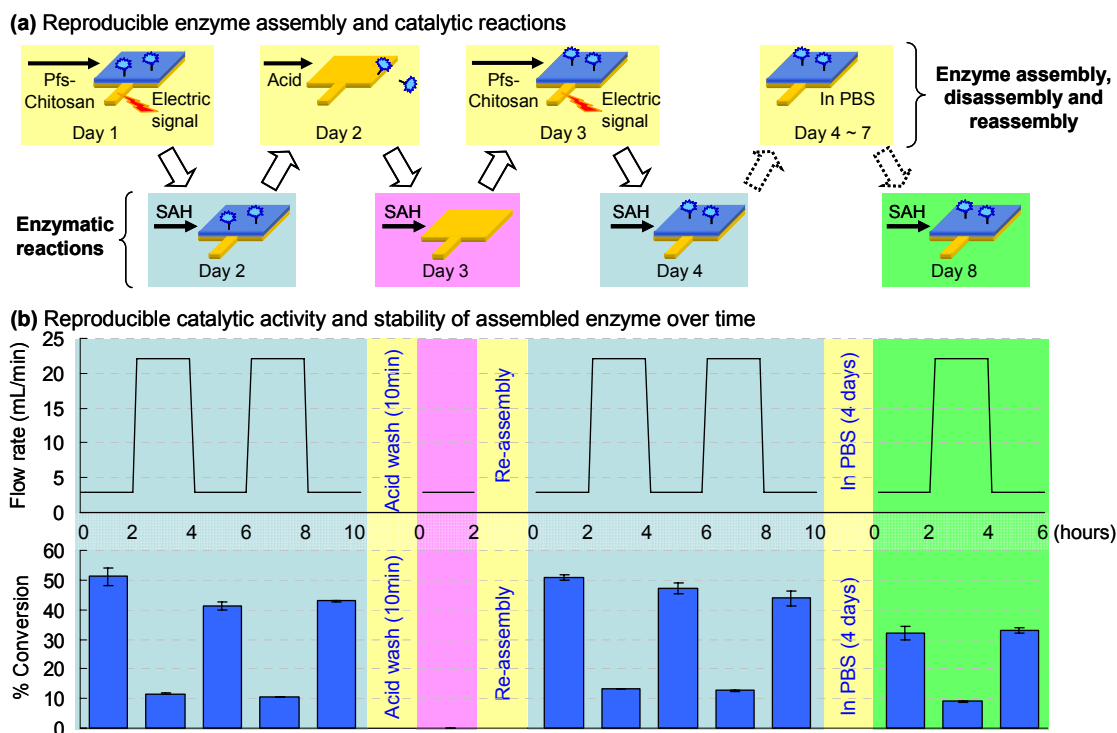 (a) Reproducible enzyme assembly and catalytic reactions
Pfs-
Chitosan
Electric
signal
Day 1
Acid
Day 2
Pfs-
Chitosan
Electric
signal
Day 3
In PBS
Day 4 ~ 7
Enzyme assembly,
disassembly and
reassembly
Enzymatic
reactions
SAH
Day 2
SAH
Day 3
SAH
Day 4
SAH
Day 8
(b) Reproducible catalytic activity and stability of assembled enzyme over time
Flow rate (mL/min)
25
20
15
10
5
0
Acid wash (10min)
Re-assembly
In PBS (4 days)
0 2 4 6 8 10 0 2 0 2 4 6 8 10 0 2 4 6 (hours)
% Conversion
60
50
40
30
20
10
0
Acid wash (10min)
Re-assembly
In PBS (4 days)